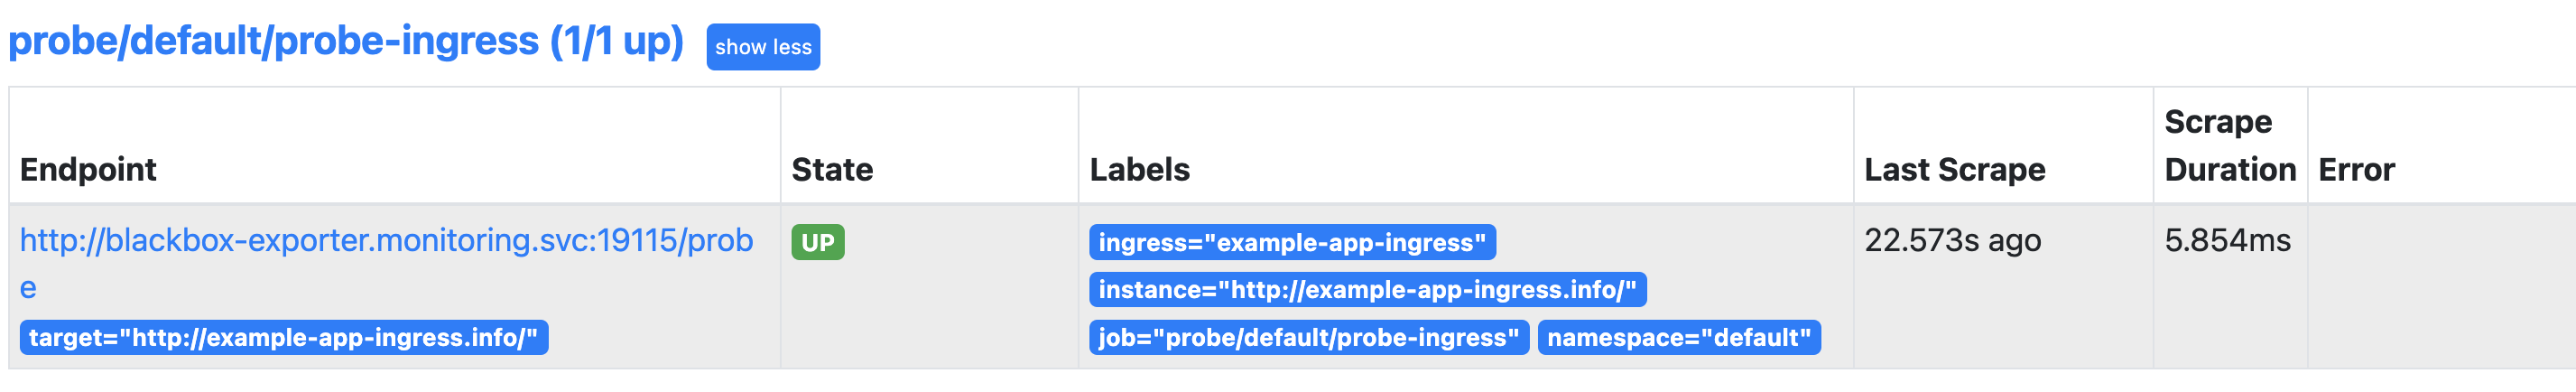 probe/default/probe-ingress (1/1 up) show less
Endpoint State Labels Last Scrape Scrape Duration Error
http://blackbox-exporter.monitoring.svc:19115/prob
e
target="http://example-app-ingress.info/"
UP
ingress="example-app-ingress"
instance="http://example-app-ingress.info/"
job="probe/default/probe-ingress" namespace="default"
22.573s ago
5.854ms